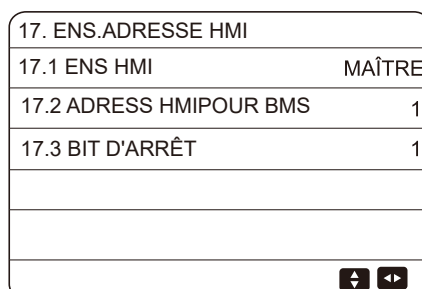 17. ENS.ADRESSE HMI
17.1 ENS HMI MAÎTRE
17.2 ADRESS HMIPOUR BMS 1
17.3 BIT D'ARRÊT 1